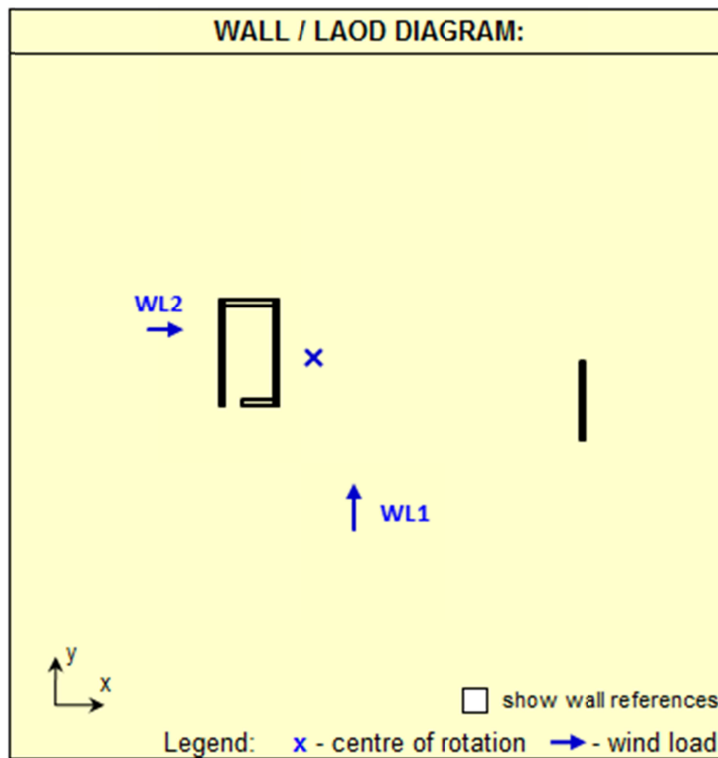 WALL / LAOD DIAGRAM:
WL2
x
WL1
y
x
show wall references
Legend: x - centre of rotation - wind load